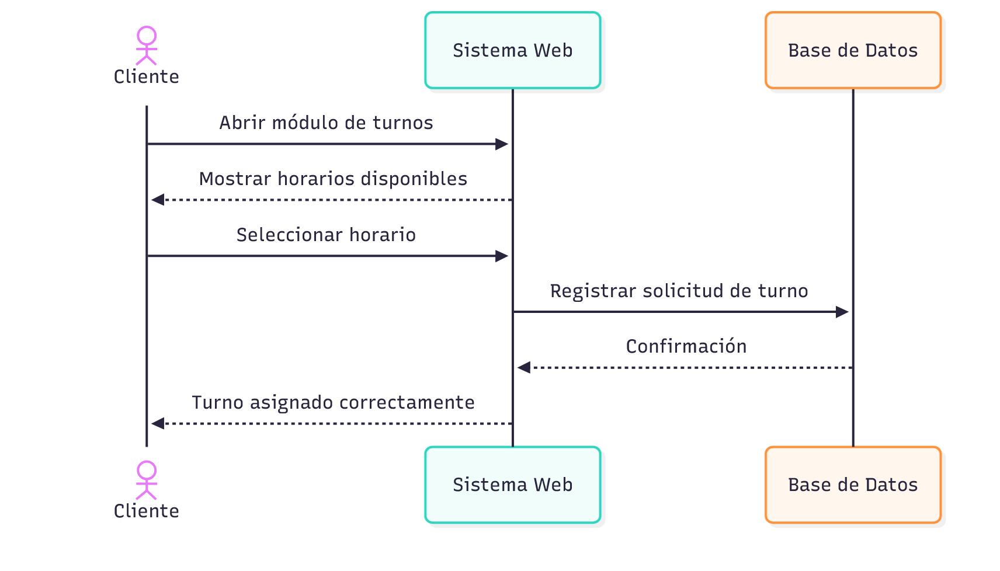 Cliente
Sistema Web
Base de Datos
Abrir módulo de turnos
Mostrar horarios disponibles
Seleccionar horario
Registrar solicitud de turno
Confirmación
Turno asignado correctamente
Cliente
Sistema Web
Base de Datos